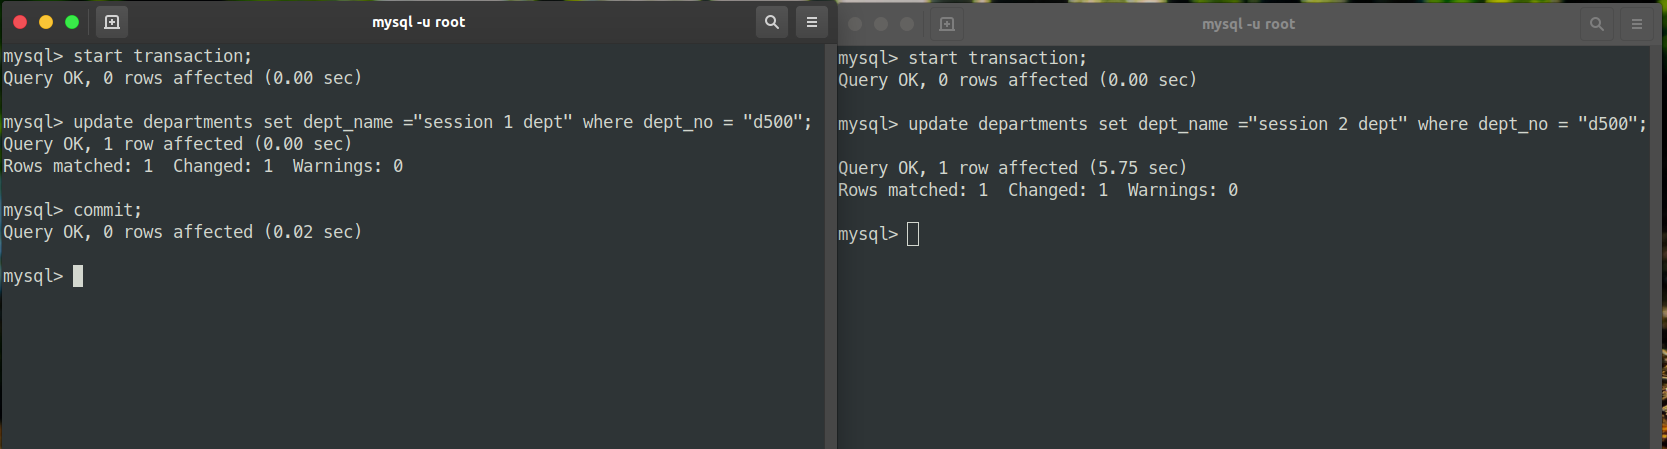 mysql -u root
mysql> start transaction;
Query OK, 0 rows affected (0.00 sec)
mysql> update departments set dept_name ="session 1 dept" where dept_no = "d500";
Query OK, 1 row affected (0.00 sec)
Rows matched: 1  Changed: 1  Warnings: 0
mysql> commit;
Query OK, 0 rows affected (0.02 sec)
mysql>
mysql -u root
mysql> start transaction;
Query OK, 0 rows affected (0.00 sec)
mysql> update departments set dept_name ="session 2 dept" where dept_no = "d500";
Query OK, 1 row affected (5.75 sec)
Rows matched: 1  Changed: 1  Warnings: 0
mysql>